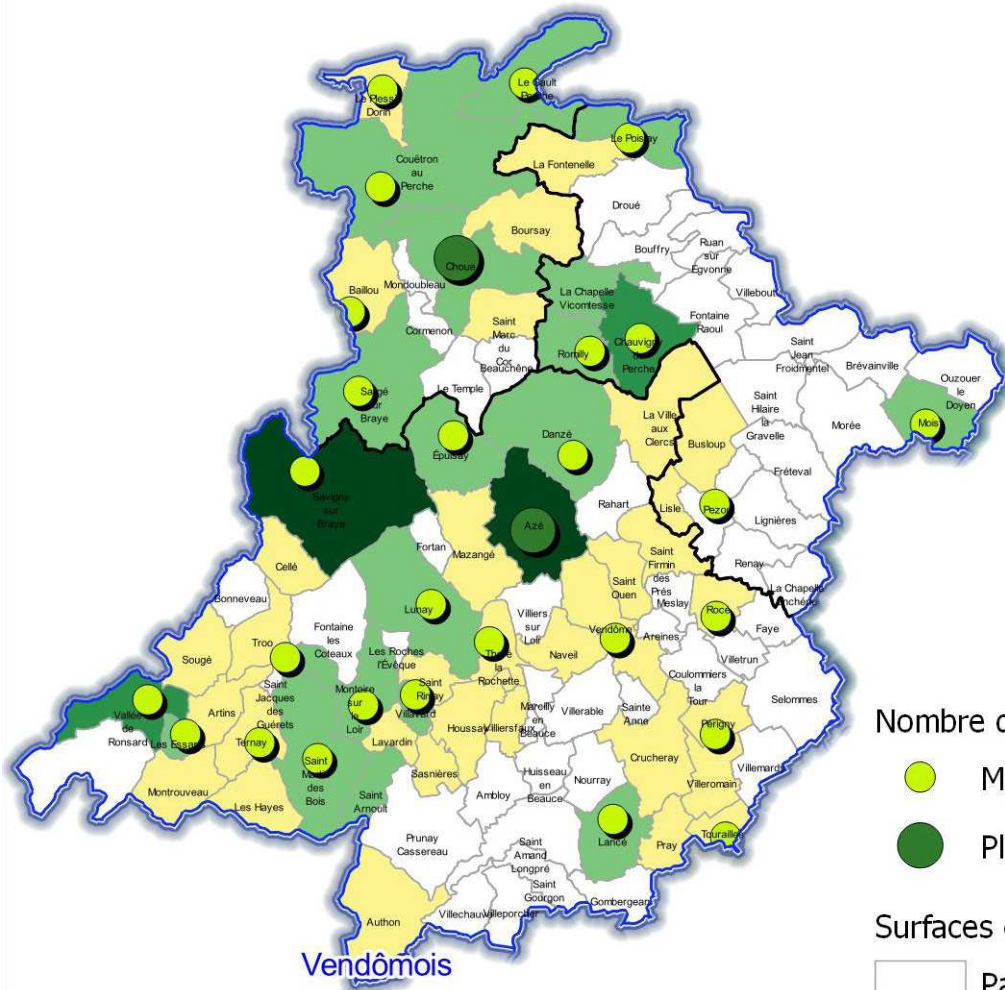 Le Gault
Perche
Le Pless
Dorin
Le Poislay
La Fontenelle
Couëtron
au
Perche
Droué
Boursay
Bouffry
Ruan
sur
Egvonne
Choue
Mondoubleau
Baillou
La Chapelle
Vicomtesse
Villebout
Fontaine
Raoul
Cormenon
Saint
Marc
du
Cor
Beauchêne
Romilly
Chauvigny
du
Perche
Saint
Jean
Froidmentel
Brévainville
Ouzouer
le
Doyen
Le Temple
Sargé
sur
Braye
Saint
Hilaire
la
Gravelle
Morée
Mois
La Ville
aux
Clercs
Busloup
Épuisay
Danzé
Fréteval
Savigny
sur
Braye
Rahart
Lisle
Pezou
Lignières
Azé
Fortan
Mazangé
Saint
Firmin
des
Prés
Renay
Cellé
Saint
Ouen
Meslay
La Chapelle
Enchérie
Bonneveau
Lunay
Villiers
sur
Loir
Rocé
Faye
Fontaine
les
Coteaux
Troo
Vendôme
Areines
Sougé
Les Roches
l'Évêque
Thoré
la
Rochette
Naveil
Villetrun
Coulommiers
la
Tour
Selommes
Saint
Jacques
des
Guérets
Montoire
sur
le
Loir
Saint
Rimay
Villavard
Vallée
de
Ronsard
Artins
Houssay
Villiersfaux
Marcilly
en
Beauce
Villerable
Sainte
Anne
Périgny
Les Essarts
Ternay
Lavardin
Crucheray
Saint
Martin
des
Bois
Sasnières
Villemardy
Huisseau
en
Beauce
Nourray
Villeromain
Montrouveau
Les Hayes
Saint
Arnoult
Ambloy
Prunay
Cassereau
Lancé
Pray
Tourailles
Saint
Amand
Longpré
Saint
Gourgon
Gombergean
Authon
Villechauve
Villeporcher
Vendômois
Nombre d
M
Pl
Surfaces
Pa